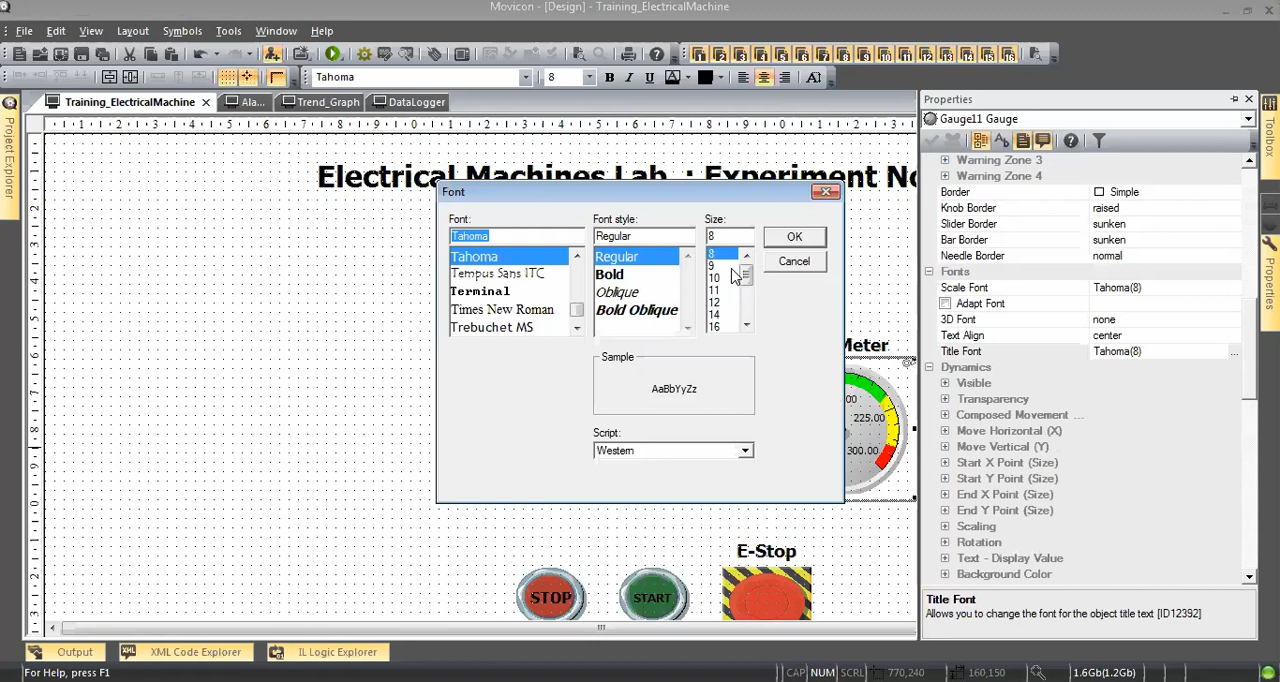 Movicon - [Design] - Training_ElectricalMachine
File Edit View Layout Symbols Tools Window Help
Tahoma 8 B I U A
Training_ElectricalMachine Ala... Trend_Graph DataLogger
Project Explorer
Electrical Machines Lab : Experiment No
Font
Font: Font style: Size:
Tahoma Regular 8 OK
Tahoma Regular 8 Cancel
Tempus Sans ITC Bold 9
Terminal Oblique 10
Times New Roman Bold Oblique 11
Trebuchet MS 12
14
16
Sample
AaBbYyZz
Script:
Western
Meter
225.00
300.00
E-Stop
STOP START
Properties
Gauge11 Gauge
Warning Zone 3
Warning Zone 4
Border Simple
Knob Border raised
Slider Border sunken
Bar Border sunken
Needle Border normal
Fonts
Scale Font Tahoma(8)
Adapt Font
3D Font none
Text Align center
Title Font Tahoma(8) ...
Dynamics
Visible
Transparency
Composed Movement ...
Move Horizontal (X)
Move Vertical (Y)
Start X Point (Size)
Start Y Point (Size)
End X Point (Size)
End Y Point (Size)
Scaling
Rotation
Text - Display Value
Background Color
Title Font
Allows you to change the font for the object title text [ID12392]
Toolbox
Properties
Output XML Code Explorer IL Logic Explorer
For Help, press F1 CAP NUM SCRL 770,240 160,150 1.6Gb(1.2Gb)